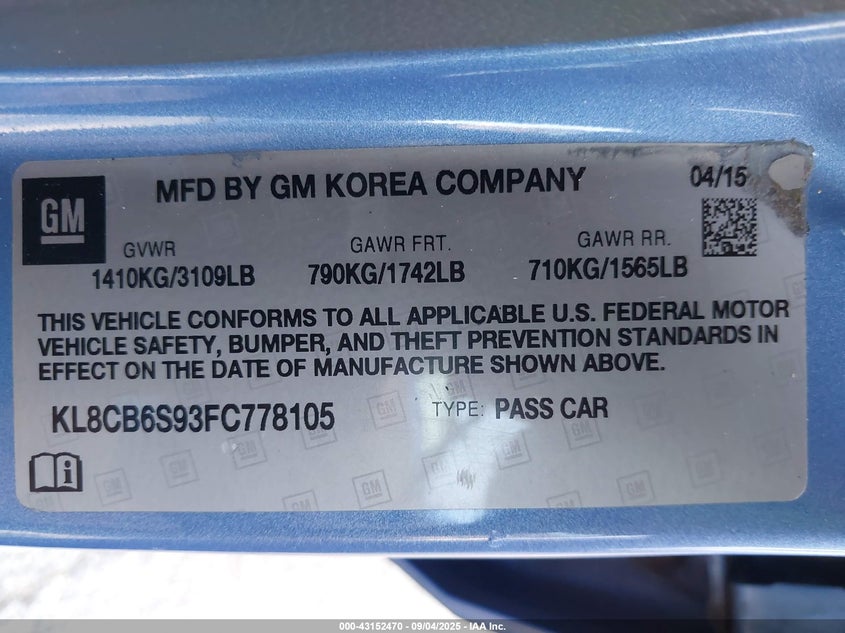 MFD BY GM KOREA COMPANY 04/15
GM
GVWR GAWR FRT. GAWR RR.
1410KG/3109LB 790KG/1742LB 710KG/1565LB
THIS VEHICLE CONFORMS TO ALL APPLICABLE U.S. FEDERAL MOTOR
VEHICLE SAFETY, BUMPER, AND THEFT PREVENTION STANDARDS IN
EFFECT ON THE DATE OF MANUFACTURE SHOWN ABOVE.
KL8CB6S93FC778105 TYPE: PASS CAR
000-43152470 - 09/04/2025 - IAA Inc.